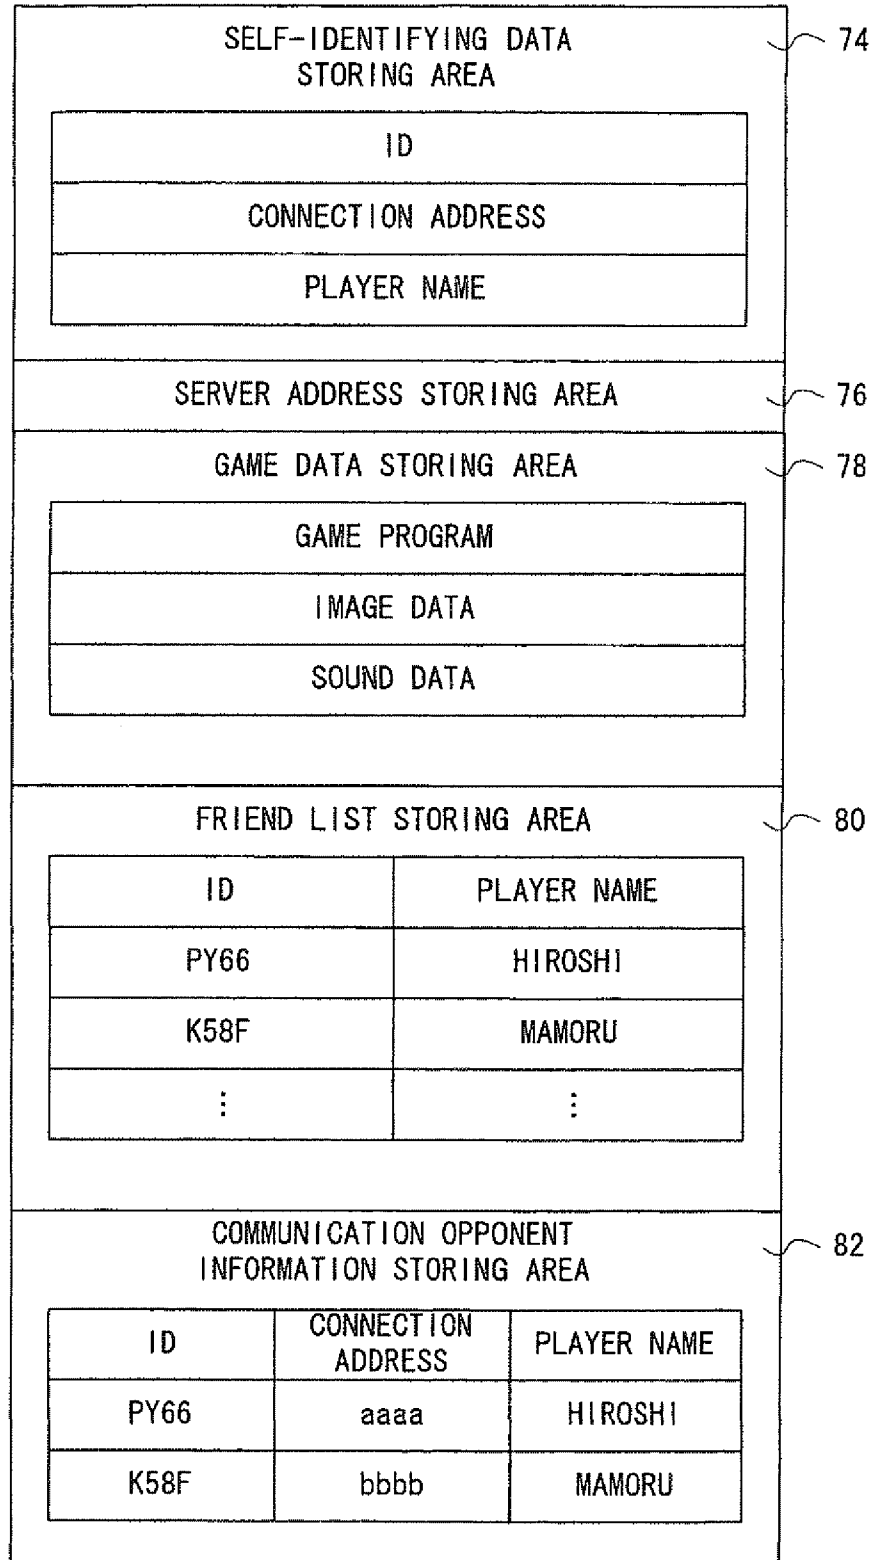 SELF-IDENTIFYING DATA
STORING AREA
74
ID
CONNECTION ADDRESS
PLAYER NAME
SERVER ADDRESS STORING AREA
76
GAME DATA STORING AREA
78
GAME PROGRAM
IMAGE DATA
SOUND DATA
FRIEND LIST STORING AREA
80
ID PLAYER NAME
PY66 HIROSHI
K58F MAMORU
⋮ ⋮
COMMUNICATION OPPONENT
INFORMATION STORING AREA
82
ID CONNECTION ADDRESS PLAYER NAME
PY66 aaaa HIROSHI
K58F bbbb MAMORU